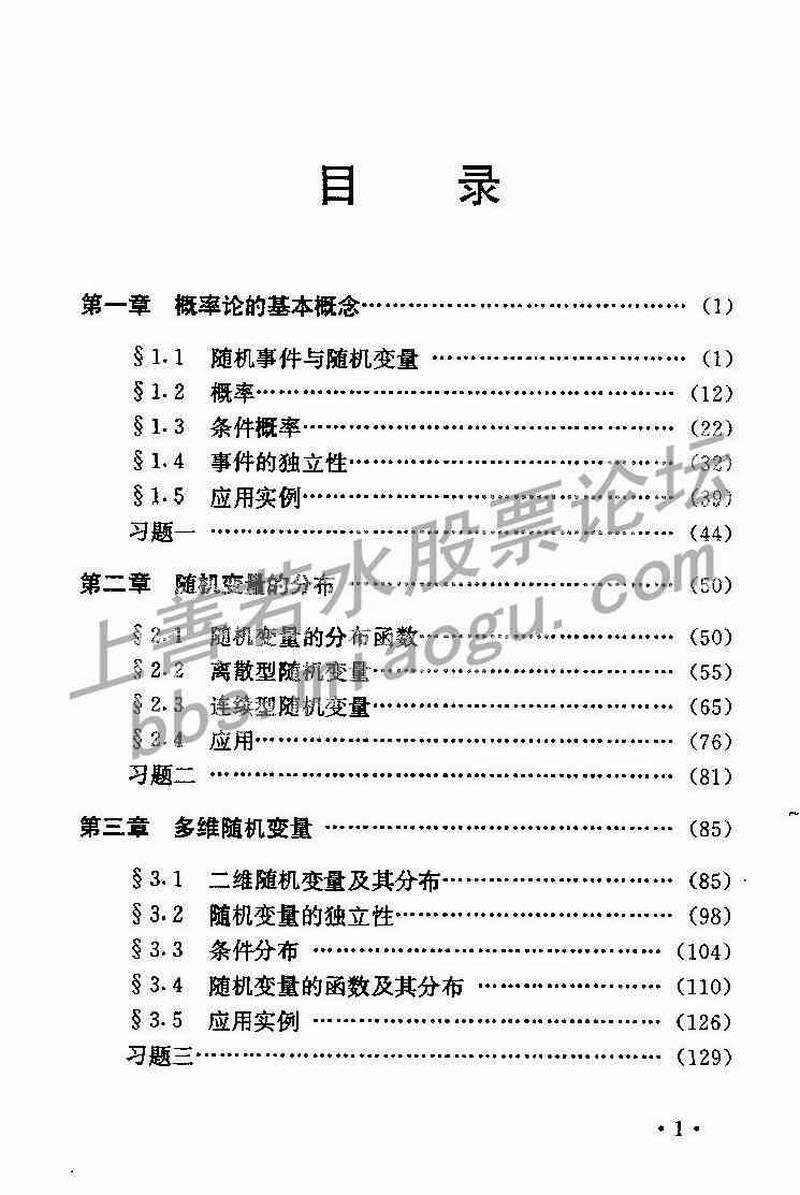 目 录
第一章 概率论的基本概念 (1)
§1.1 随机事件与随机变量 (1)
§1.2 概率 (12)
§1.3 条件概率 (22)
§1.4 事件的独立性 (32)
§1.5 应用实例 (39)
习题一 (44)
第二章 随机变量的分布 (50)
§2.1 随机变量的分布函数 (50)
§2.2 离散型随机变量 (55)
§2.3 连续型随机变量 (65)
§2.4 应用 (76)
习题二 (81)
第三章 多维随机变量 (85)
§3.1 二维随机变量及其分布 (85)
§3.2 随机变量的独立性 (98)
§3.3 条件分布 (104)
§3.4 随机变量的函数及其分布 (110)
§3.5 应用实例 (126)
习题三 (129)
·1·
上善若水股票论坛
bbs.miaogu.com